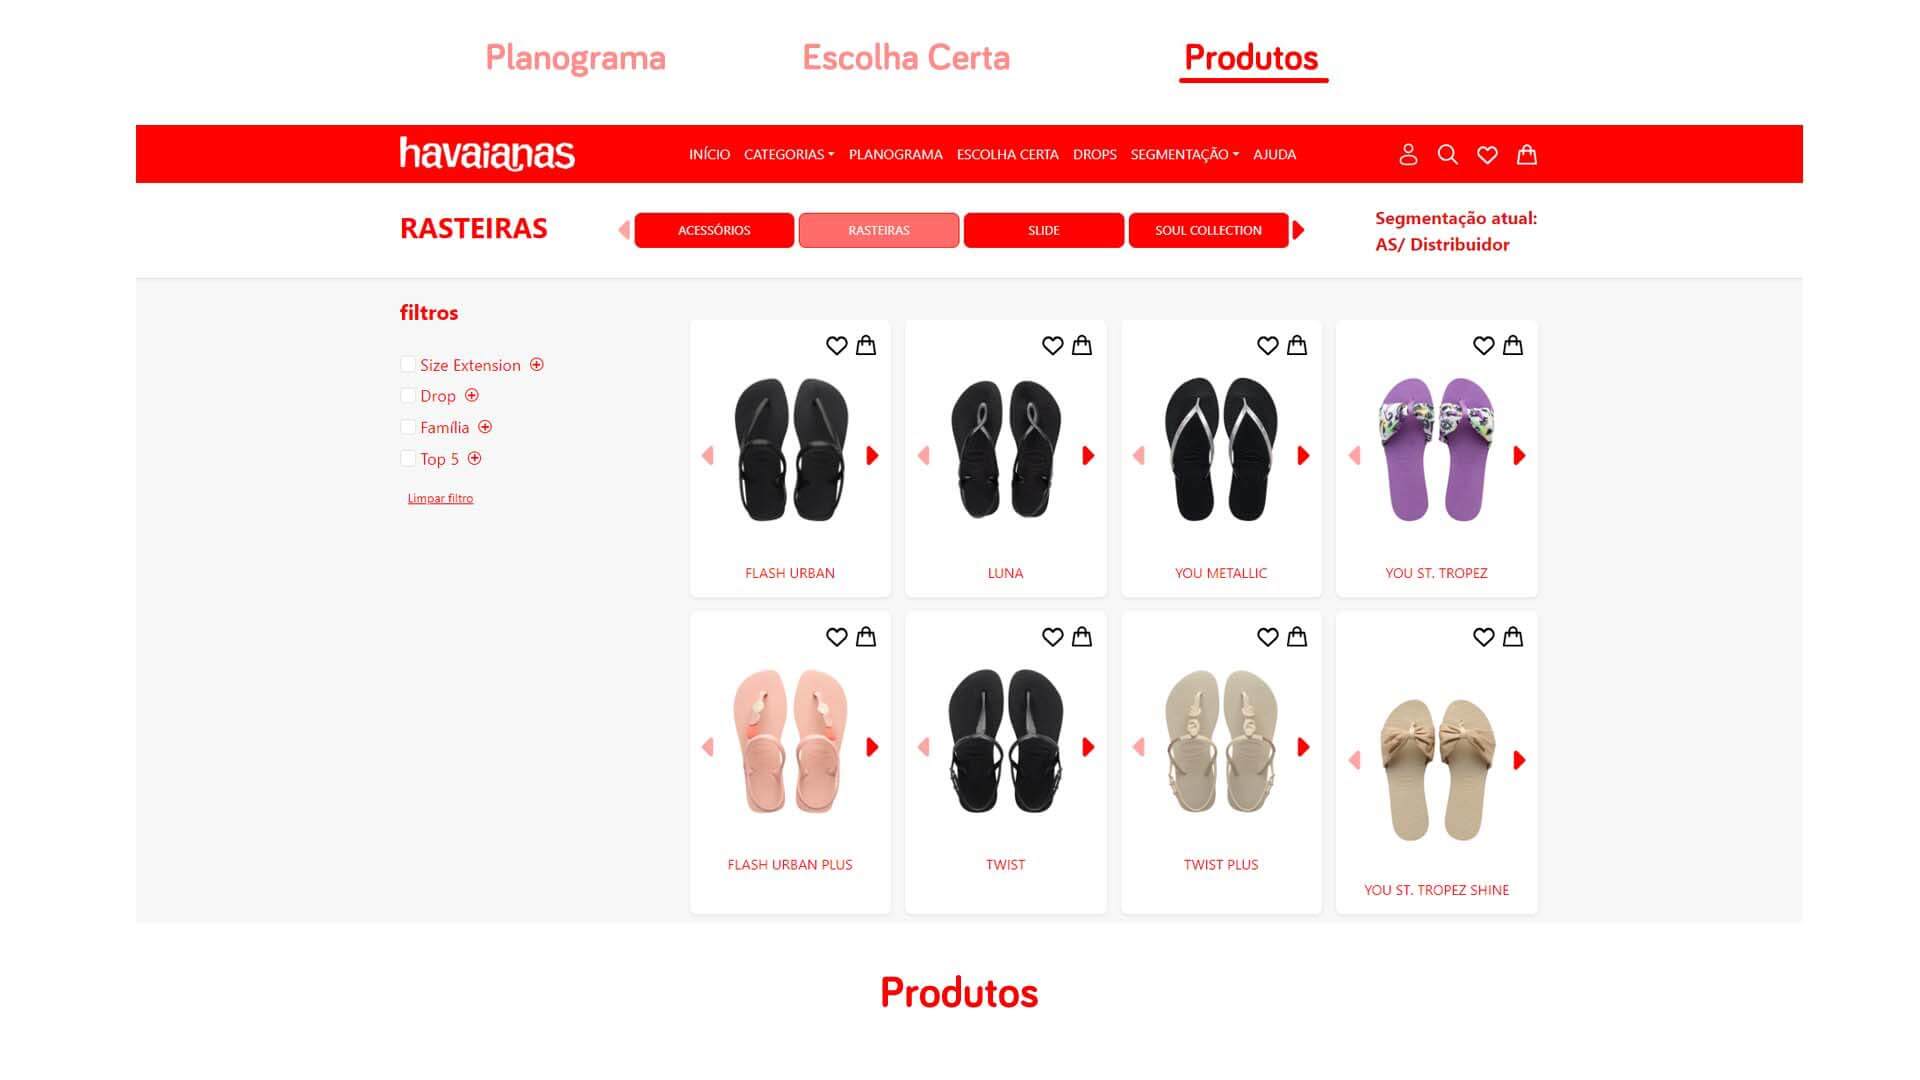 Planograma Escolha Certa Produtos
havaianas INÍCIO CATEGORIAS PLANOGRAMA ESCOLHA CERTA DROPS SEGMENTAÇÃO AJUDA
RASTEIRAS ACESSÓRIOS RASTEIRAS SLIDE SOUL COLLECTION
Segmentação atual:
AS/ Distribuidor
filtros
Size Extension
Drop
Família
Top 5
Limpar filtro
FLASH URBAN LUNA YOU METALLIC YOU ST. TROPEZ
FLASH URBAN PLUS TWIST TWIST PLUS YOU ST. TROPEZ SHINE
Produtos